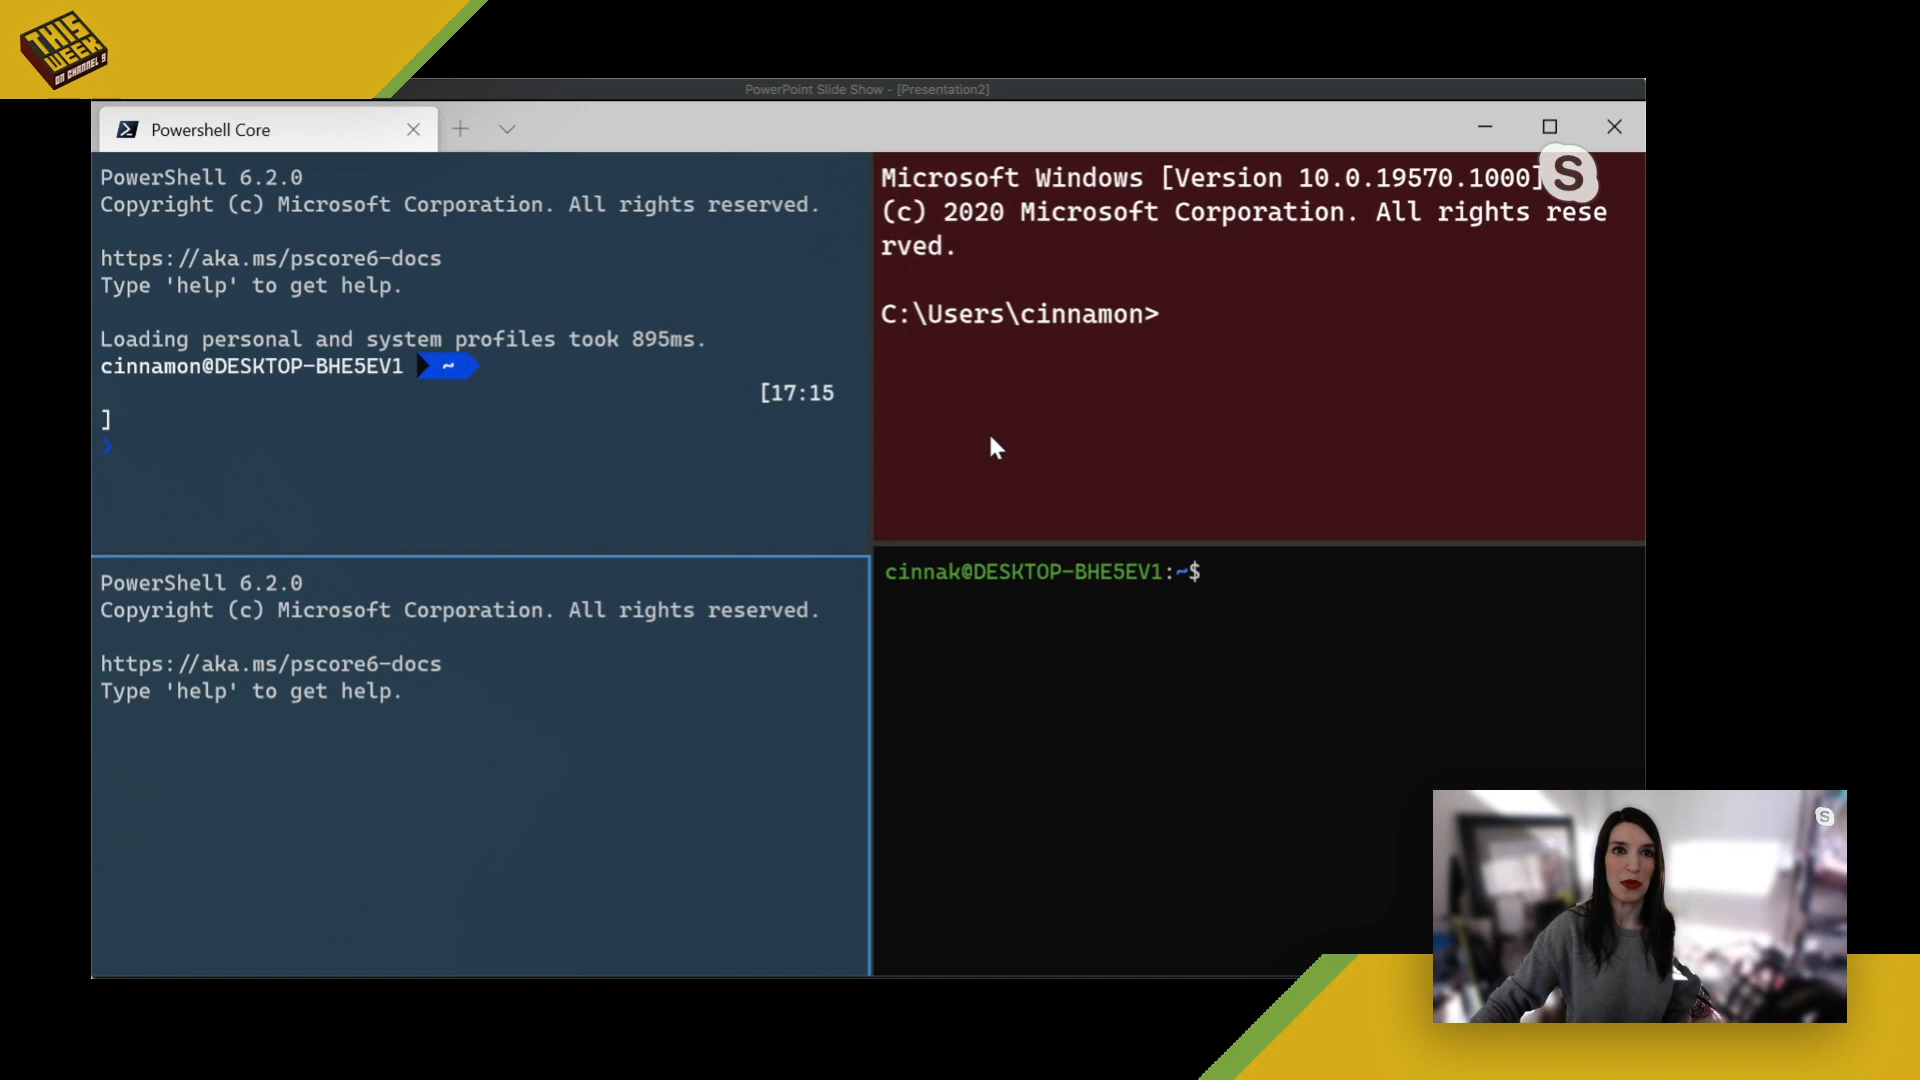 THIS
WEEK
ON CHANNEL 9
PowerPoint Slide Show - [Presentation2]
Powershell Core
PowerShell 6.2.0
Copyright (c) Microsoft Corporation. All rights reserved.
https://aka.ms/pscore6-docs
Type 'help' to get help.
Loading personal and system profiles took 895ms.
cinnamon@DESKTOP-BHE5EV1 ~
[17:15
]
❯
Microsoft Windows [Version 10.0.19570.1000]
(c) 2020 Microsoft Corporation. All rights rese
rved.
C:\Users\cinnamon>
S
PowerShell 6.2.0
Copyright (c) Microsoft Corporation. All rights reserved.
https://aka.ms/pscore6-docs
Type 'help' to get help.
cinnak@DESKTOP-BHE5EV1:~$
S